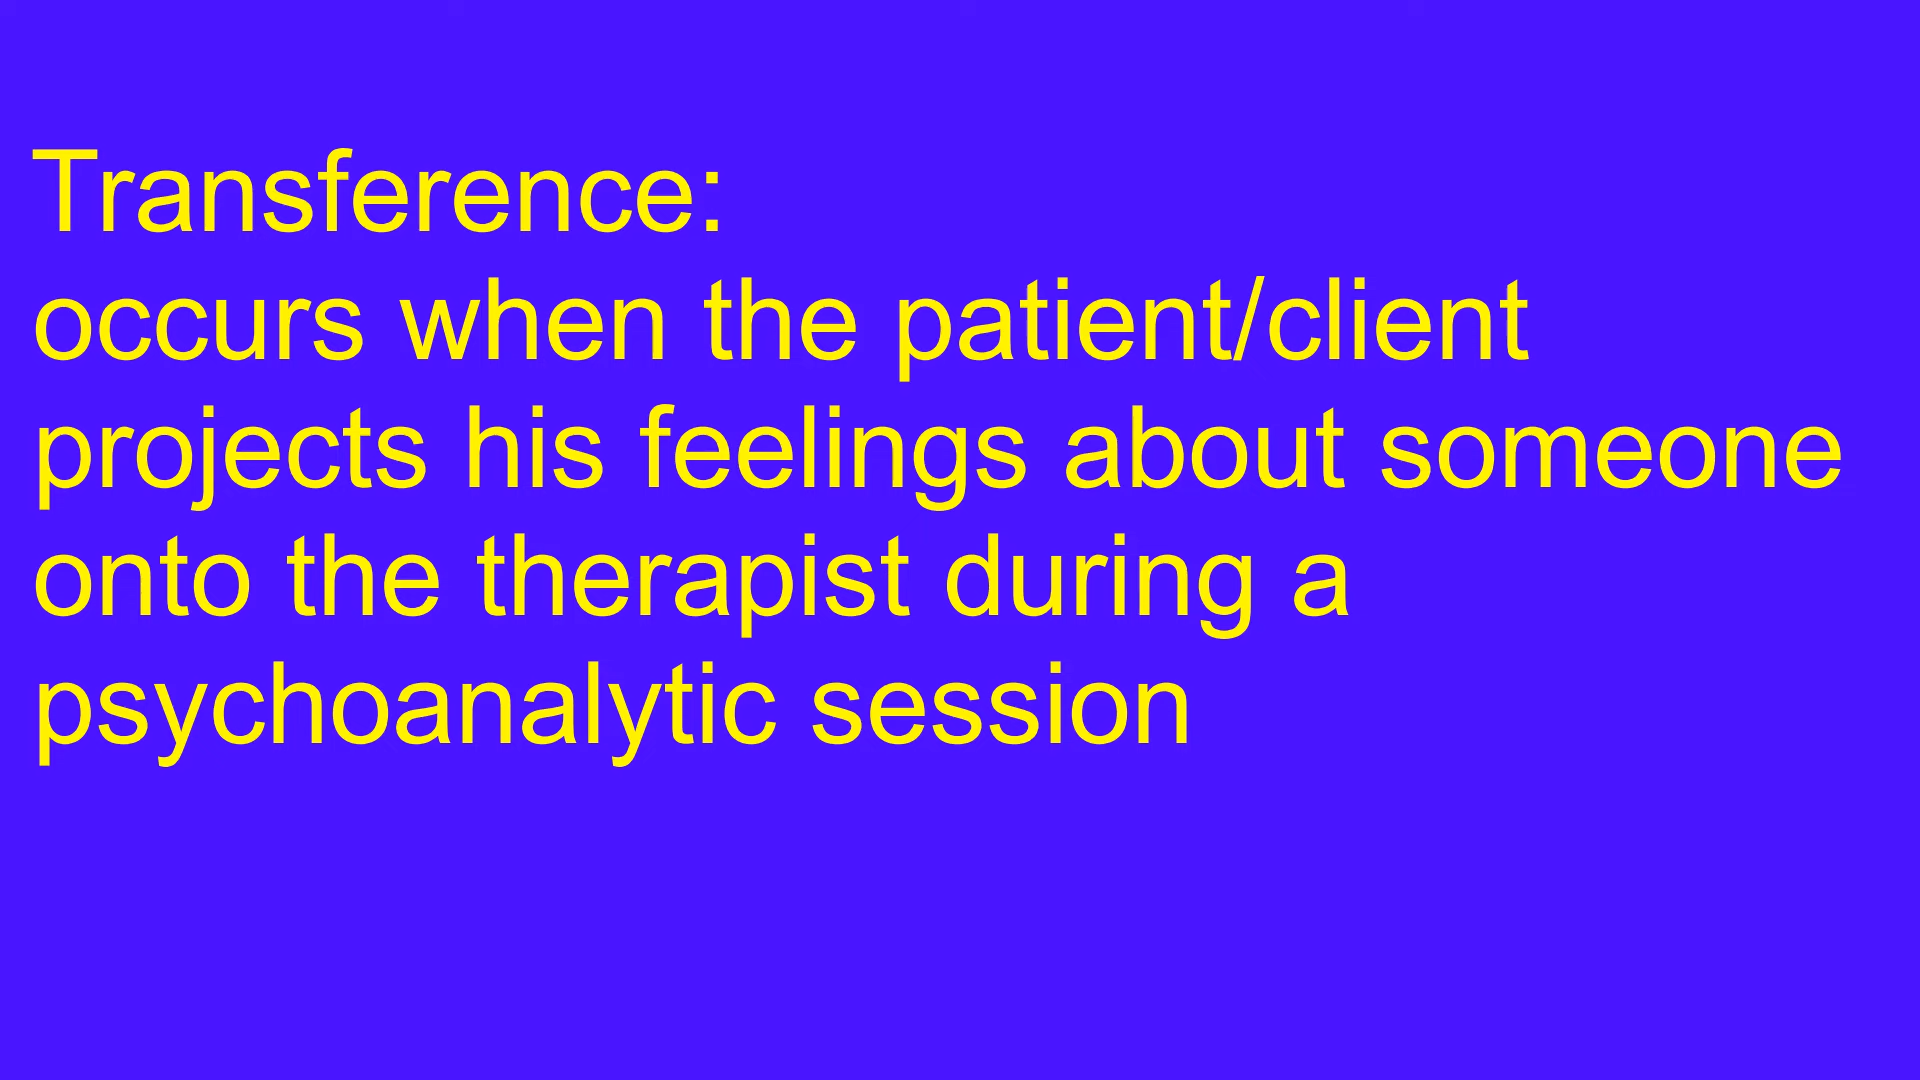 Transference:
occurs when the patient/client
projects his feelings about someone
onto the therapist during a
psychoanalytic session